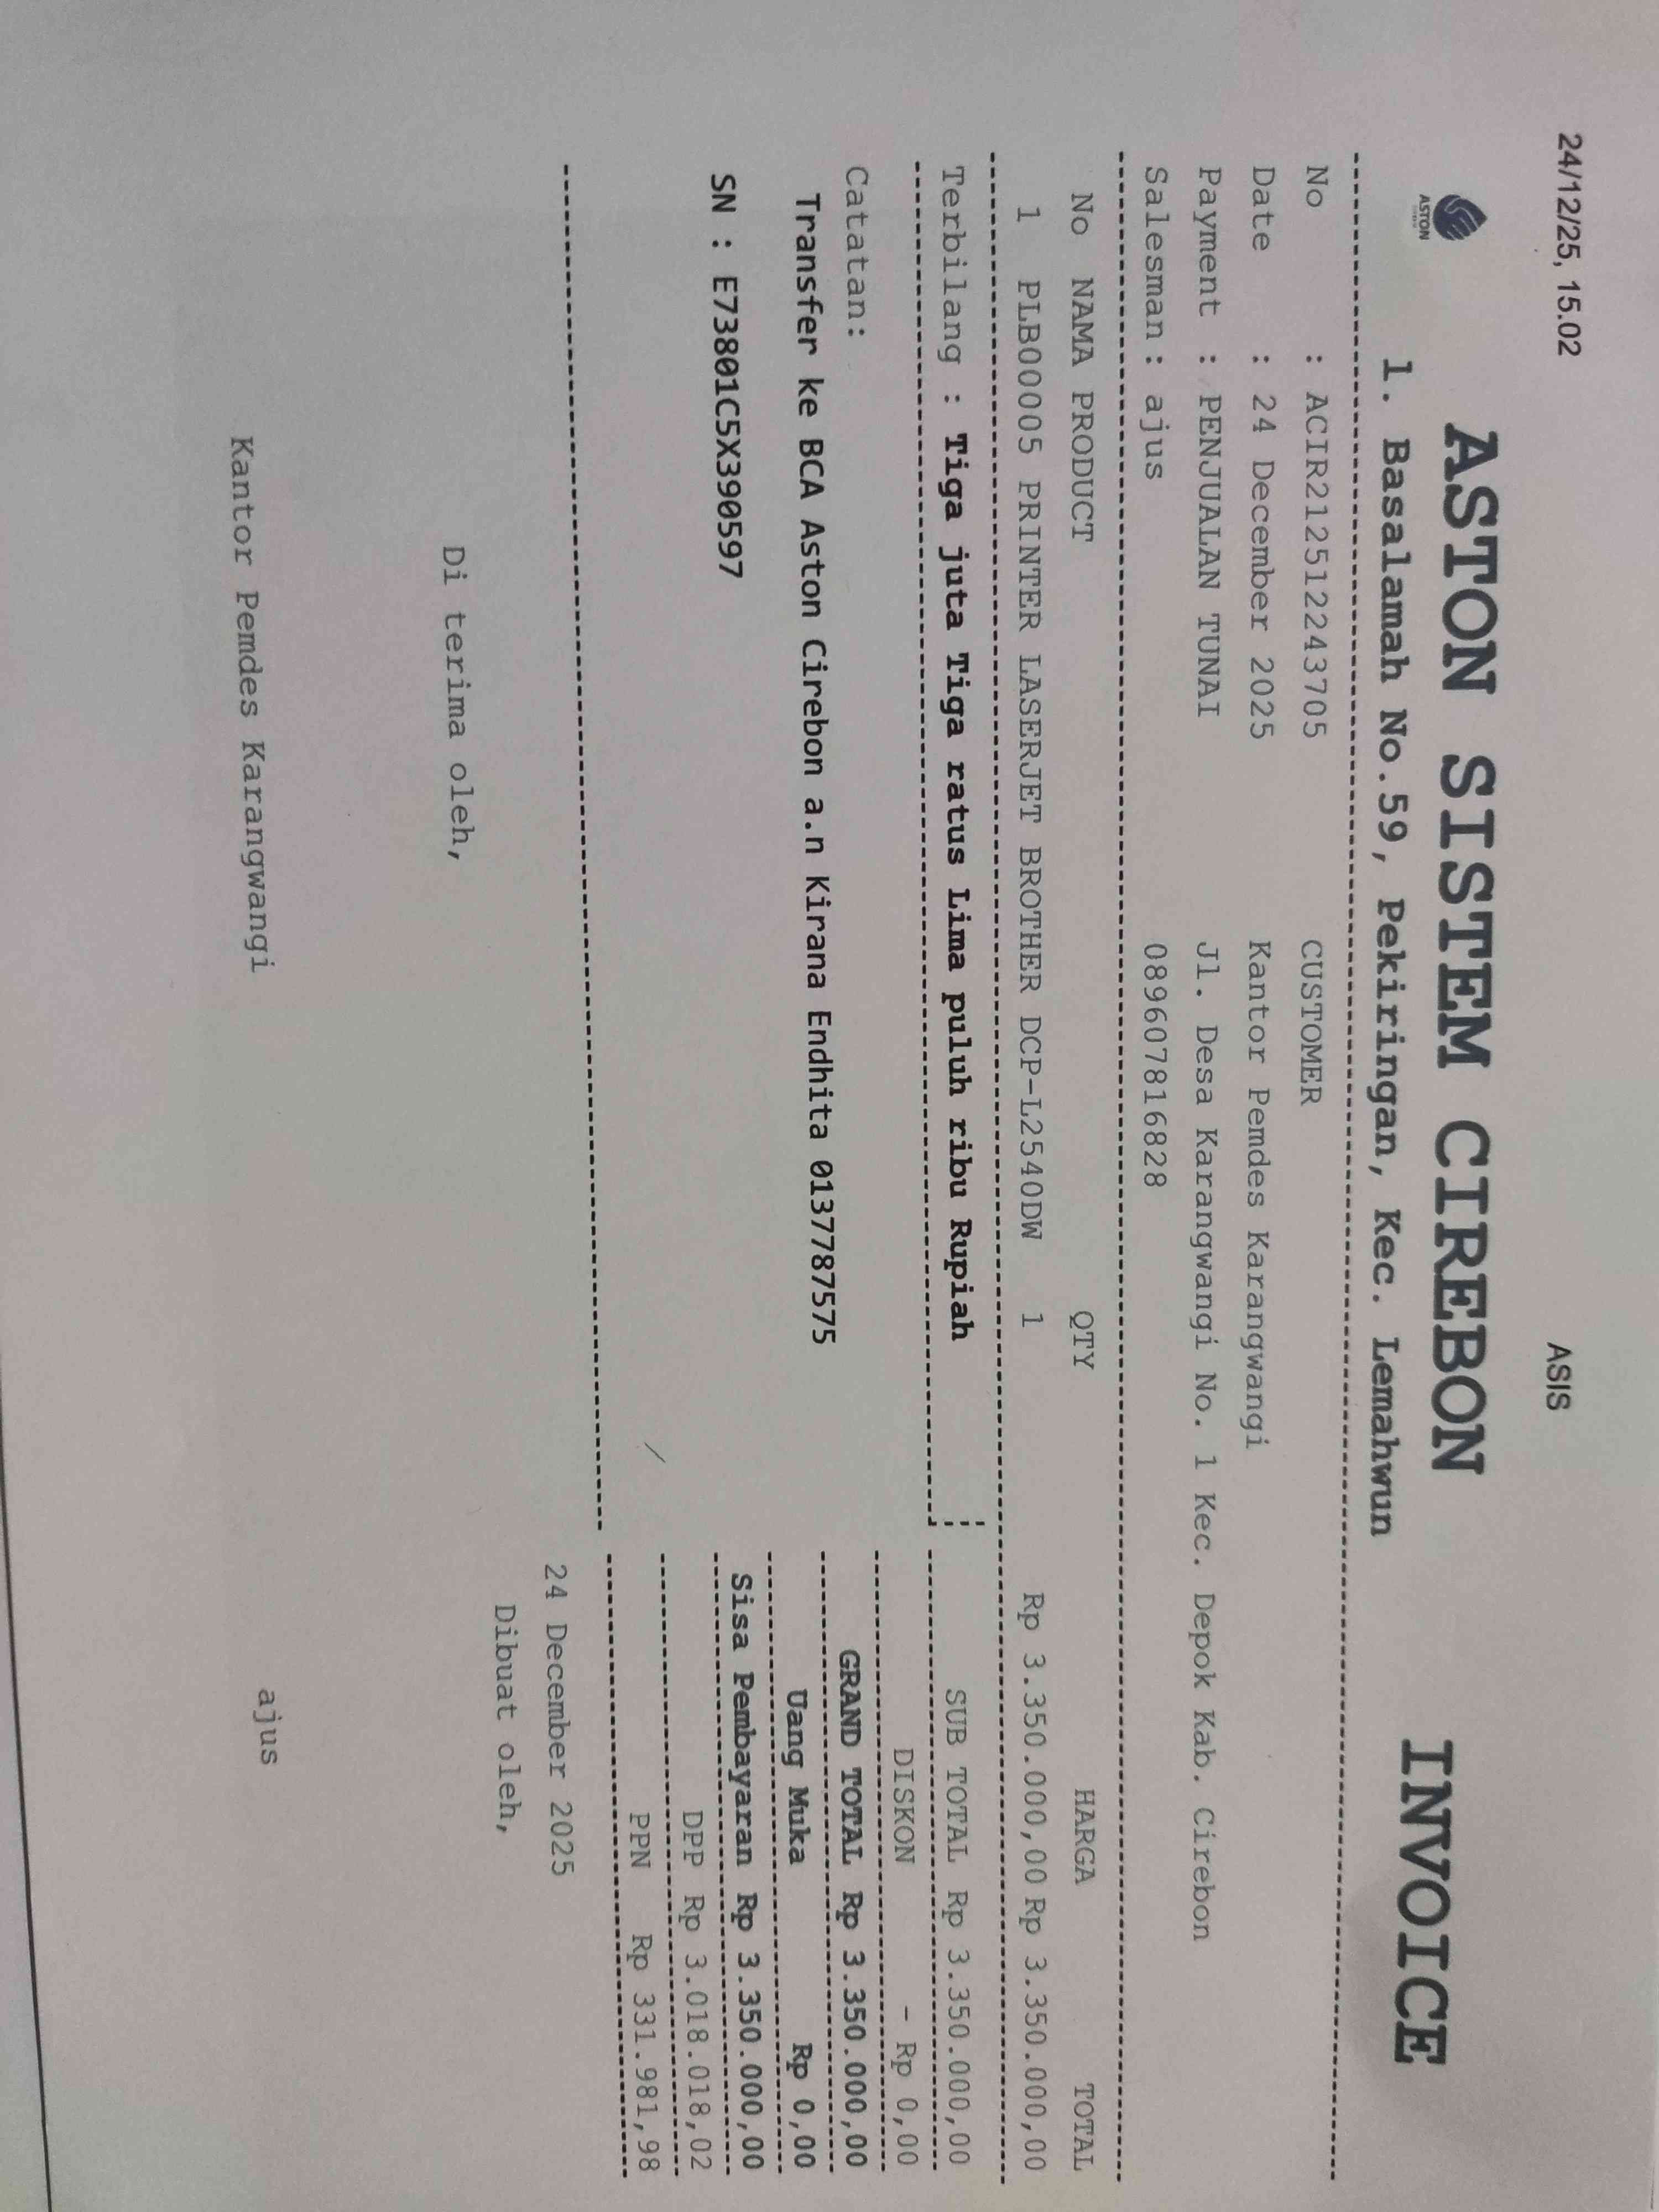 24/12/25, 15.02 ASIS
ASTON
ASTON SISTEM CIREBON INVOICE
1. Basalamah No.59, Pekiringan, Kec. Lemahwun
No : ACIR2125122243705 CUSTOMER
Date : 24 December 2025 Kantor Pemdes Karangwangi
Payment : PENJUALAN TUNAI Jl. Desa Karangwangi No. 1 Kec. Depok Kab. Cirebon
Salesman : ajus 089607816828
No NAMA PRODUCT QTY HARGA TOTAL
1 PLB00005 PRINTER LASERJET BROTHER DCP-L2540DW 1 Rp 3.350.000,00 Rp 3.350.000,00
Terbilang : Tiga juta Tiga ratus Lima puluh ribu Rupiah
SUB TOTAL Rp 3.350.000,00
DISKON - Rp 0,00
Catatan:
GRAND TOTAL Rp 3.350.000,00
Transfer ke BCA Aston Cirebon a.n Kirana Endhita 0137787575
Uang Muka Rp 0,00
Sisa Pembayaran Rp 3.350.000,00
SN : E73801C5X390597
DPP Rp 3.018.018,02
PPN Rp 331.981,98
24 December 2025
Di terima oleh, Dibuat oleh,
Kantor Pemdes Karangwangi ajus